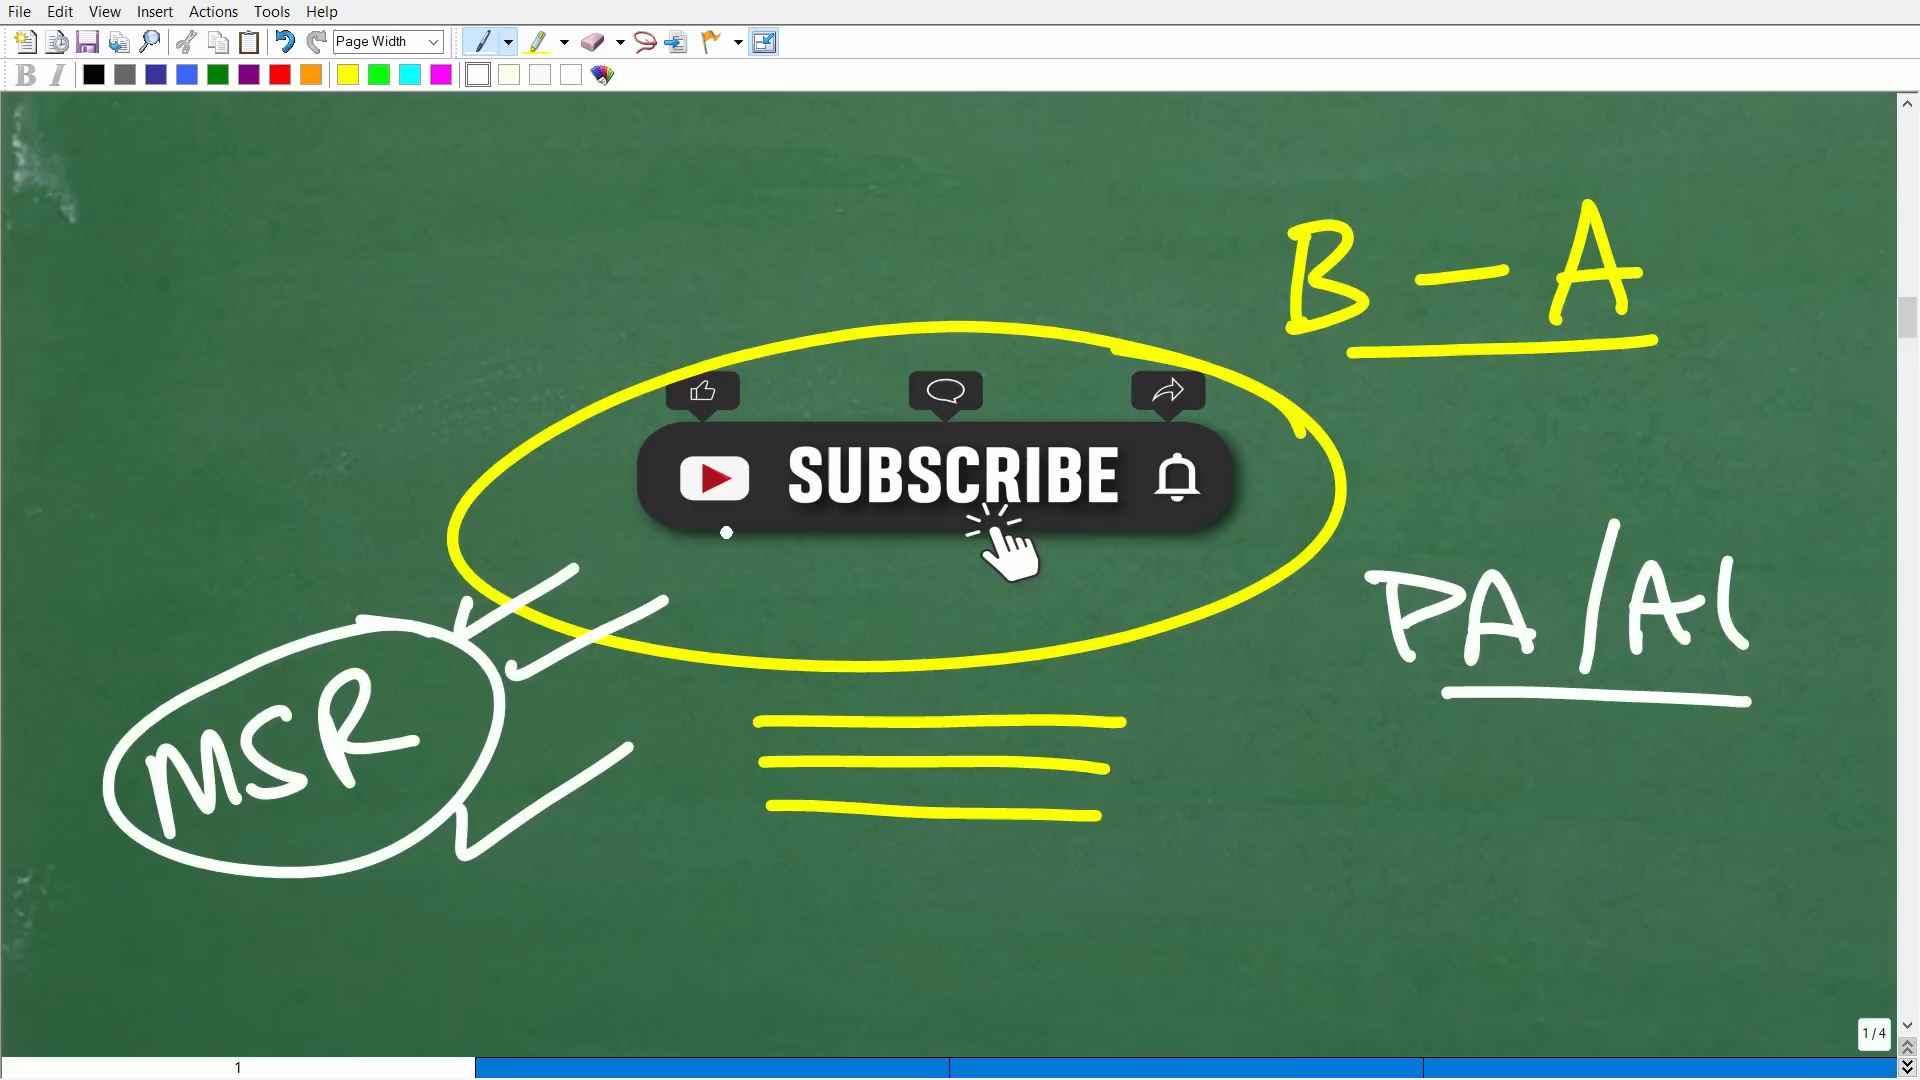 File Edit View Insert Actions Tools Help
Page Width
B I
B - A
SUBSCRIBE
PA/Al
MSR
1 / 4
1